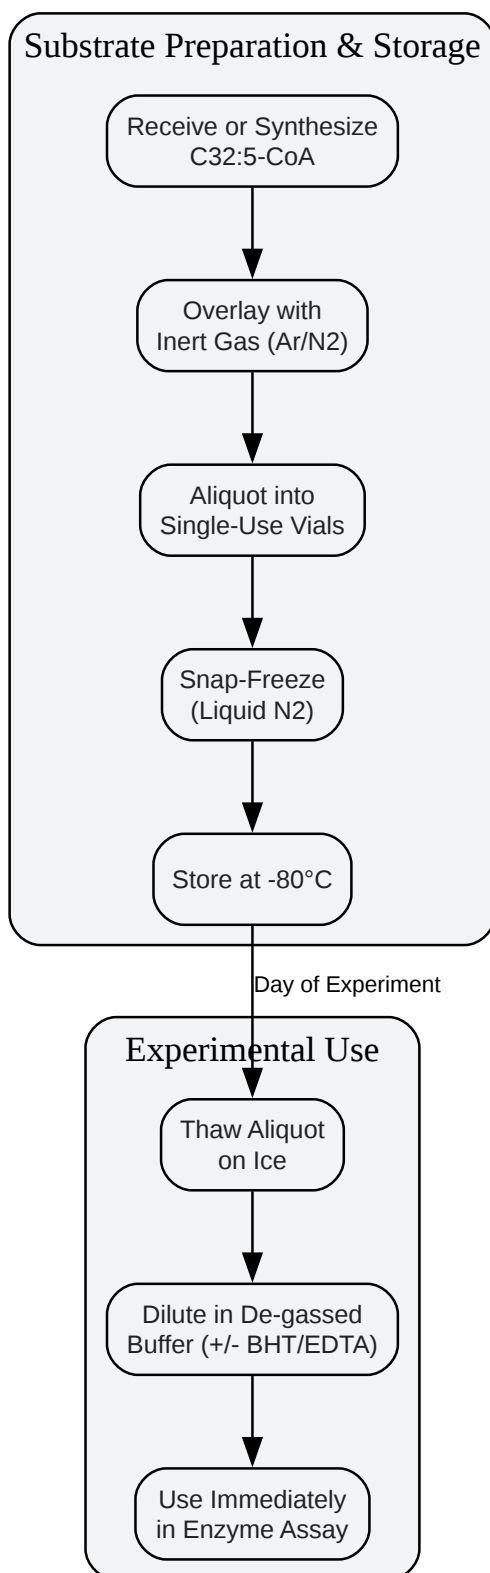 Substrate Preparation & Storage
Receive or Synthesize
C32:5-CoA
Overlay with
Inert Gas (Ar/N2)
Aliquot into
Single-Use Vials
Snap-Freeze
(Liquid N2)
Store at -80°C
Day of Experiment
Experimental Use
Thaw Aliquot
on Ice
Dilute in De-gassed
Buffer (+/- BHT/EDTA)
Use Immediately
in Enzyme Assay